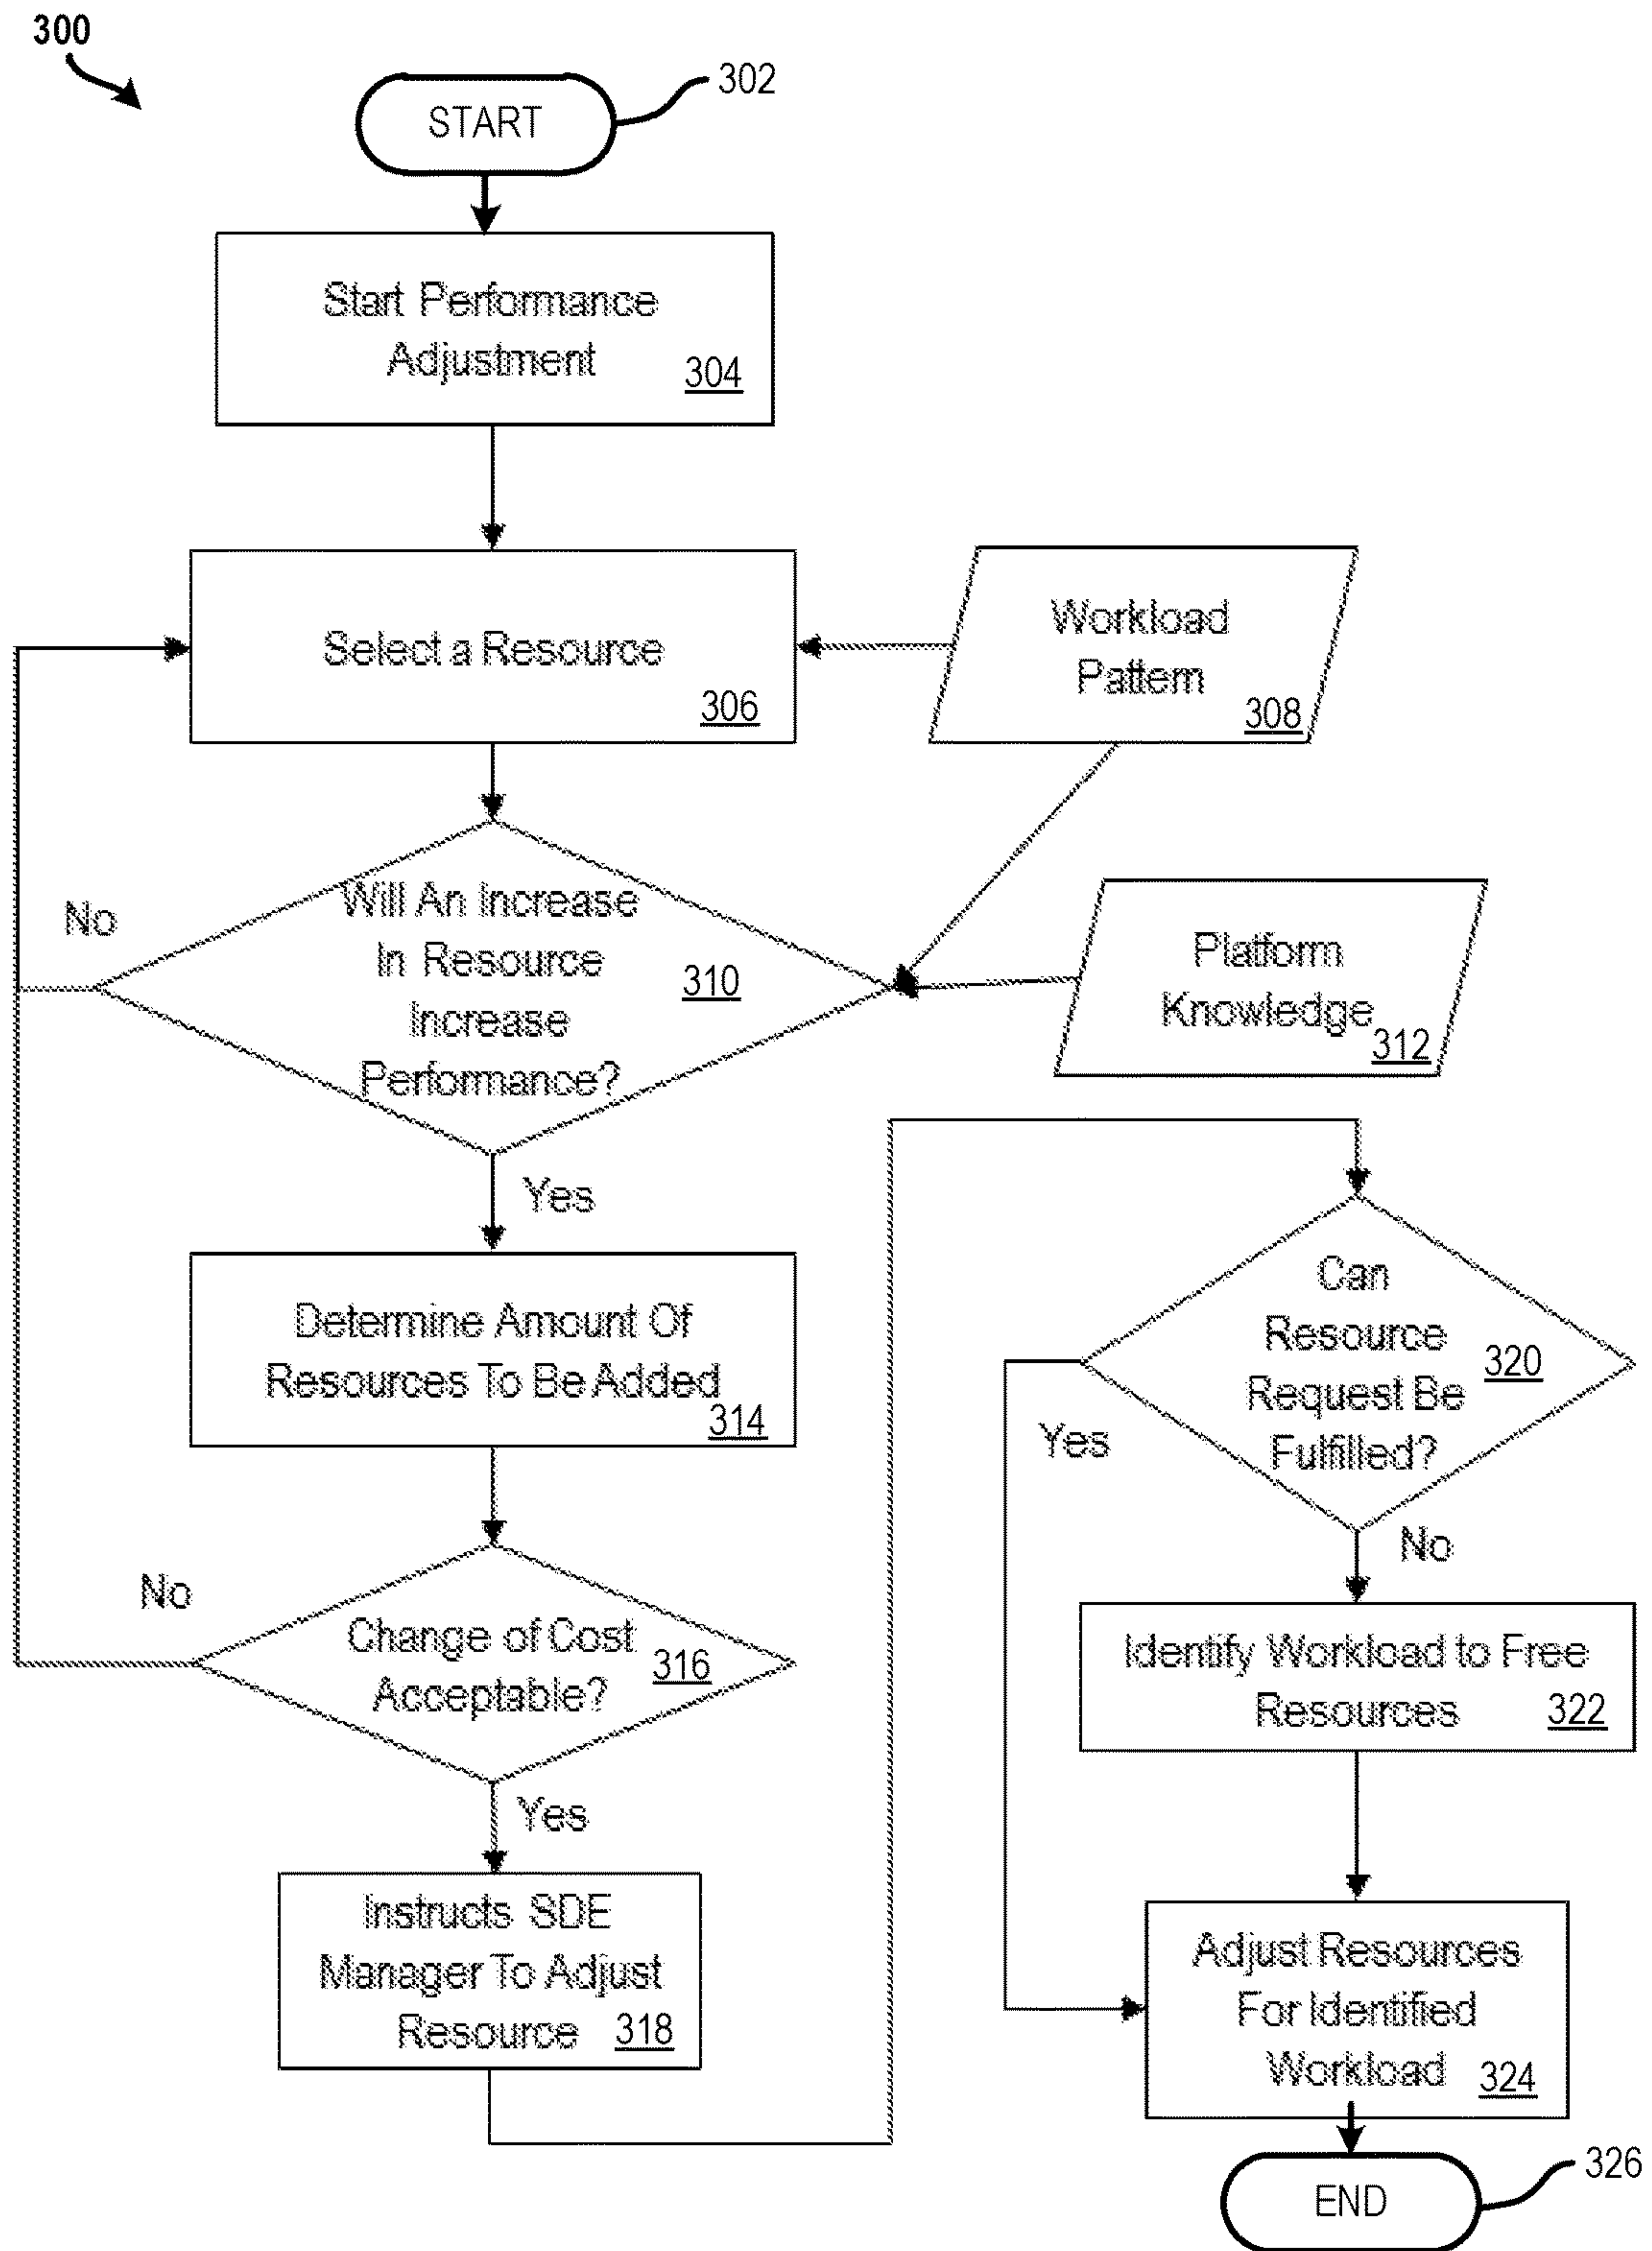 300
302
START
Start Performance
Adjustment
304
Select a Resource
306
Workload
Pattern
308
No
Will An Increase
In Resource
Increase
Performance?
310
Platform
Knowledge
312
Yes
Determine Amount Of
Resources To Be Added
314
No
Change of Cost
Acceptable?
316
Yes
Instructs SDE
Manager To Adjust
Resource
318
Can
Resource
Request Be
Fulfilled?
320
Yes
No
Identify Workload to Free
Resources
322
Adjust Resources
For Identified
Workload
324
END
326